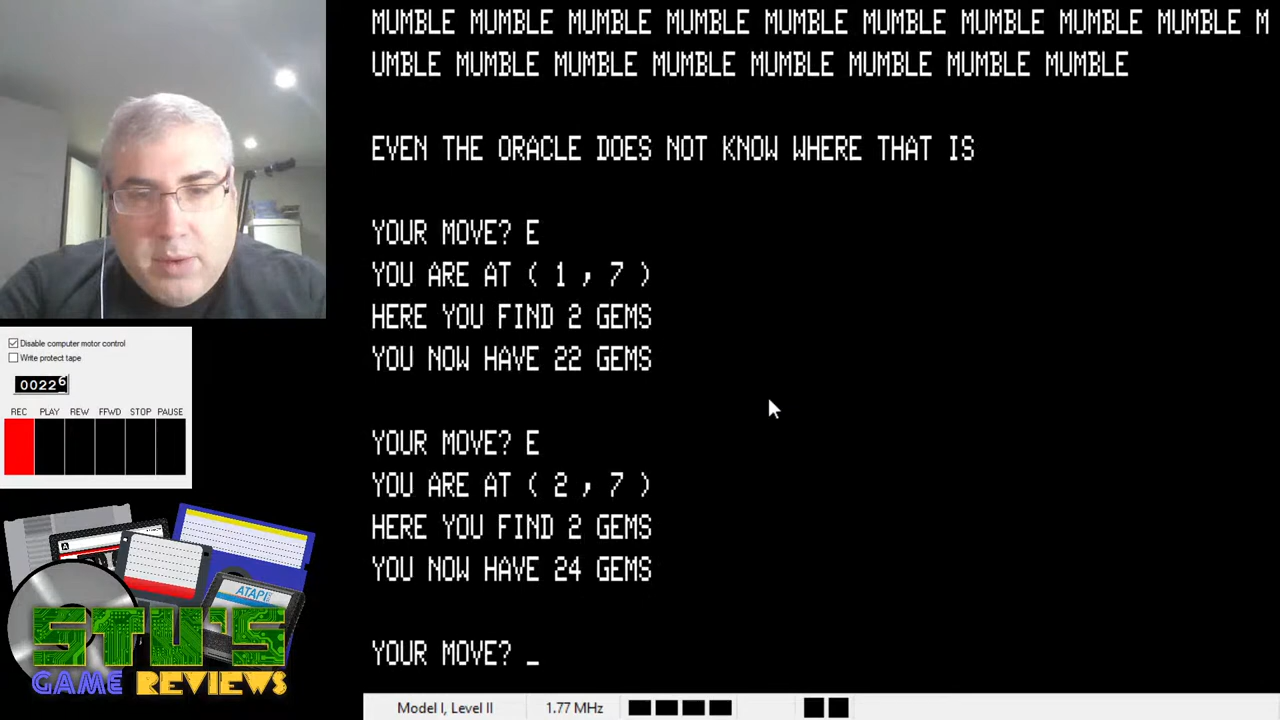 MUMBLE MUMBLE MUMBLE MUMBLE MUMBLE MUMBLE MUMBLE MUMBLE MUMBLE M
UMBLE MUMBLE MUMBLE MUMBLE MUMBLE MUMBLE MUMBLE MUMBLE
EVEN THE ORACLE DOES NOT KNOW WHERE THAT IS
YOUR MOVE? E
YOU ARE AT ( 1 , 7 )
HERE YOU FIND 2 GEMS
YOU NOW HAVE 22 GEMS
YOUR MOVE? E
YOU ARE AT ( 2 , 7 )
HERE YOU FIND 2 GEMS
YOU NOW HAVE 24 GEMS
YOUR MOVE? _
Disable computer motor control
Write protect tape
00226
REC PLAY REW FFWD STOP PAUSE
A
ATAPI
STU'S
GAME REVIEWS
Model I, Level II 1.77 MHz